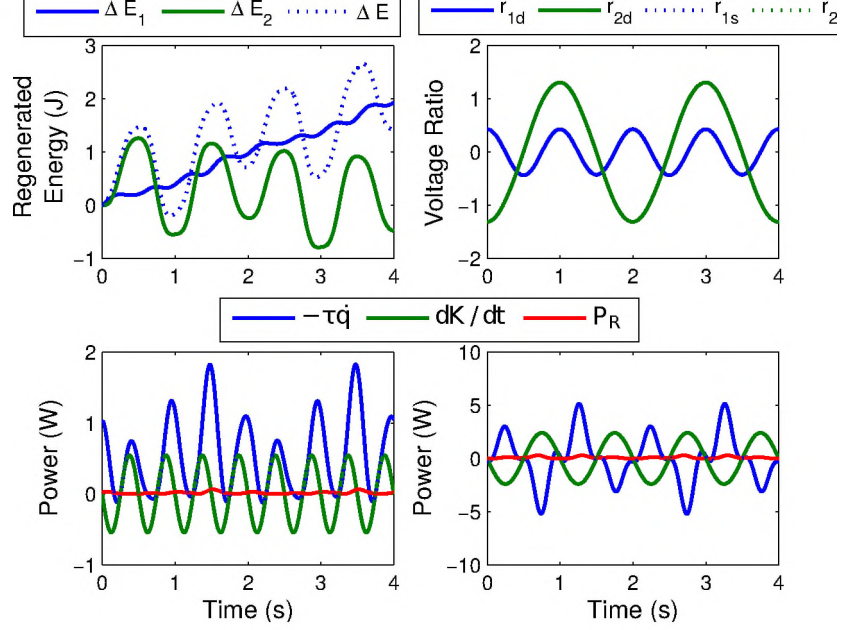 Δ E₁ Δ E₂ Δ E
r₁d r₂d r₁s r₂
3
2
1
0
−1
Regenerated
Energy (J)
0 1 2 3 4
2
1
0
−1
−2
Voltage Ratio
0 1 2 3 4
−τq̇ dK / dt P_R
2
1
0
−1
Power (W)
0 1 2 3 4
Time (s)
10
5
0
−5
−10
Power (W)
0 1 2 3 4
Time (s)